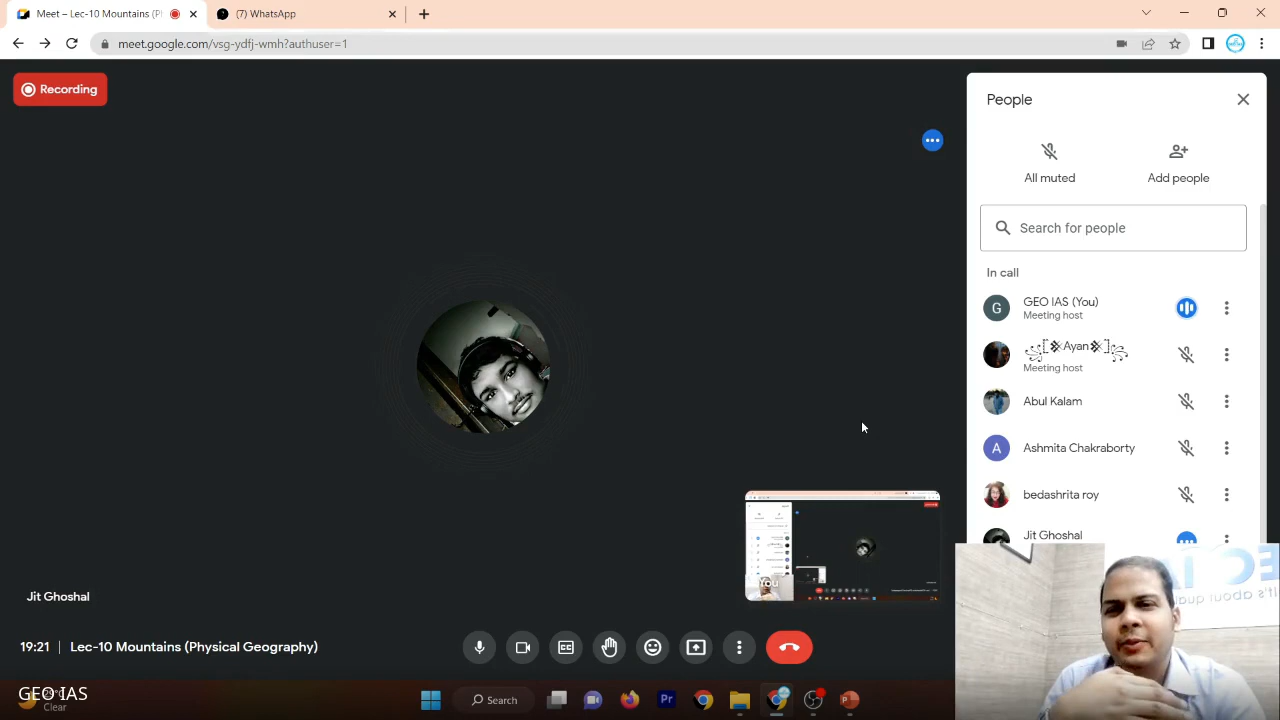 Meet – Lec-10 Mountains (P
(7) WhatsApp
meet.google.com/vsg-ydfj-wmh?authuser=1
Recording
People
All muted
Add people
Search for people
In call
GEO IAS (You)
Meeting host
Ayan
Meeting host
Abul Kalam
Ashmita Chakraborty
bedashrita roy
Jit Ghoshal
You
Jit Ghoshal
19:21 | Lec-10 Mountains (Physical Geography)
GEO IAS
Clear
Search